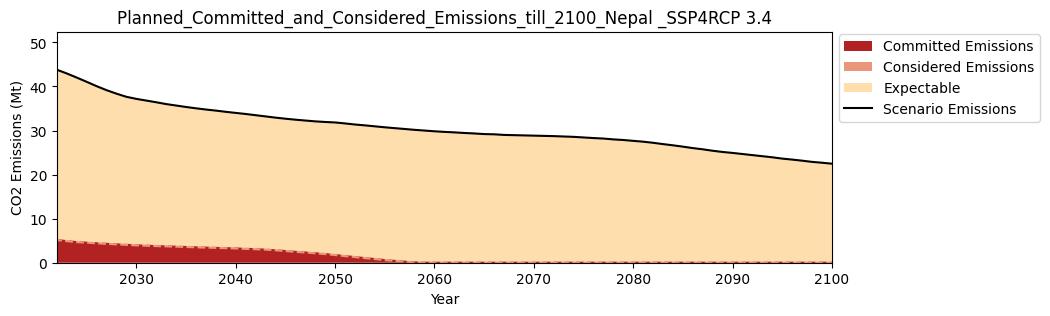 Planned_Committed_and_Considered_Emissions_till_2100_Nepal _SSP4RCP 3.4
50
40
30
20
10
0
CO2 Emissions (Mt)
2030 2040 2050 2060 2070 2080 2090 2100
Year
Committed Emissions
Considered Emissions
Expectable
Scenario Emissions